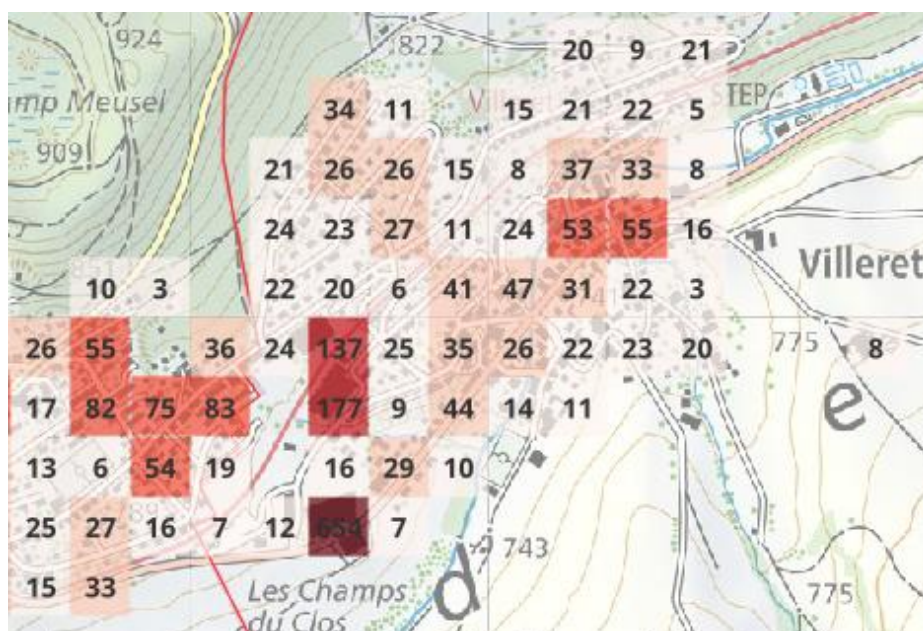 20 9 21
924
822
34 11 15 21 22 5
Villeret
STEP
mp Meusel
909
21 26 26 15 8 37 33 8
24 23 27 11 24 53 55 16
Villeret
10 3 22 20 6 41 47 31 22 3
26 55 36 24 137 25 35 26 22 23 20 775 8
17 82 75 83 177 9 44 14 11
e
13 6 54 19 16 29 10
25 27 16 7 12 654 7
743
d
15 33
Les Champs
du Clos
775